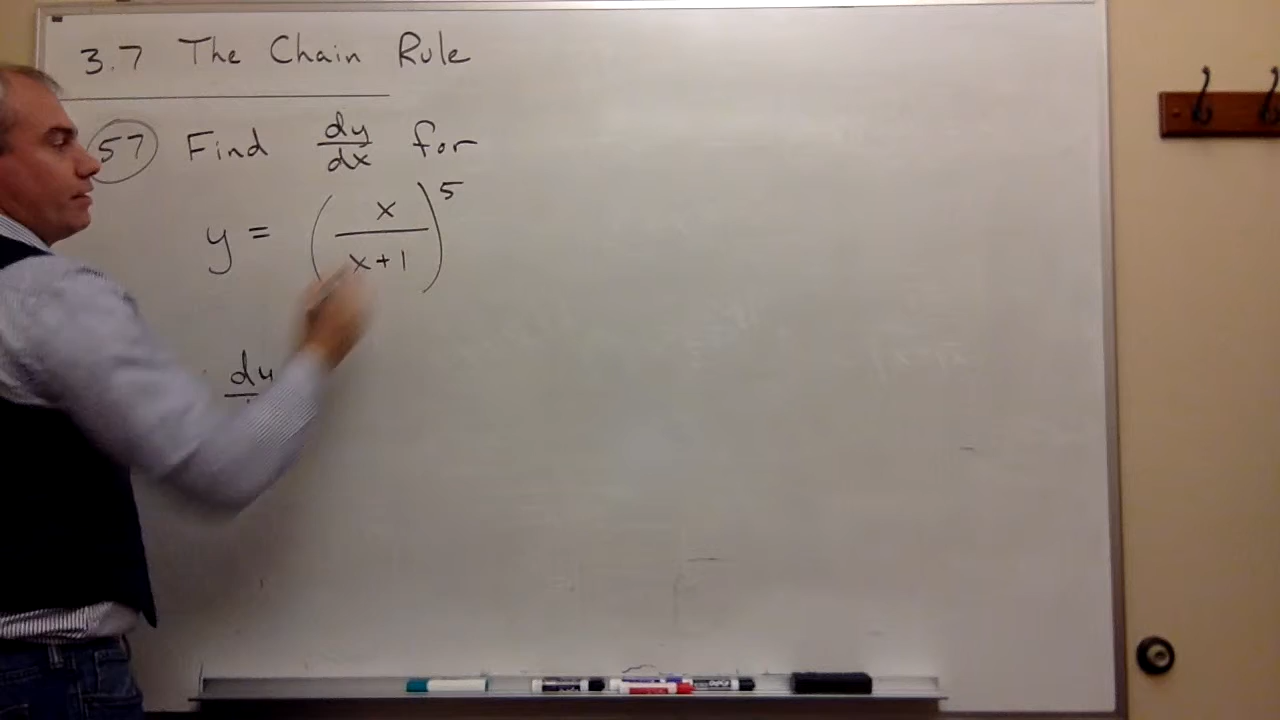 3.7 The Chain Rule
57 Find dy/dx for
y = (x/(x+1))^5
dy